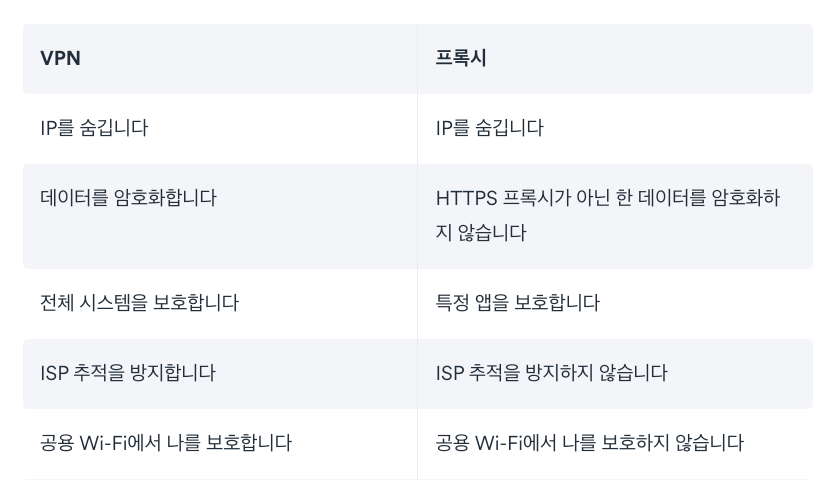 VPN
프록시
IP를 숨깁니다
IP를 숨깁니다
데이터를 암호화합니다
HTTPS 프록시가 아닌 한 데이터를 암호화하
지 않습니다
전체 시스템을 보호합니다
특정 앱을 보호합니다
ISP 추적을 방지합니다
ISP 추적을 방지하지 않습니다
공용 Wi-Fi에서 나를 보호합니다
공용 Wi-Fi에서 나를 보호하지 않습니다